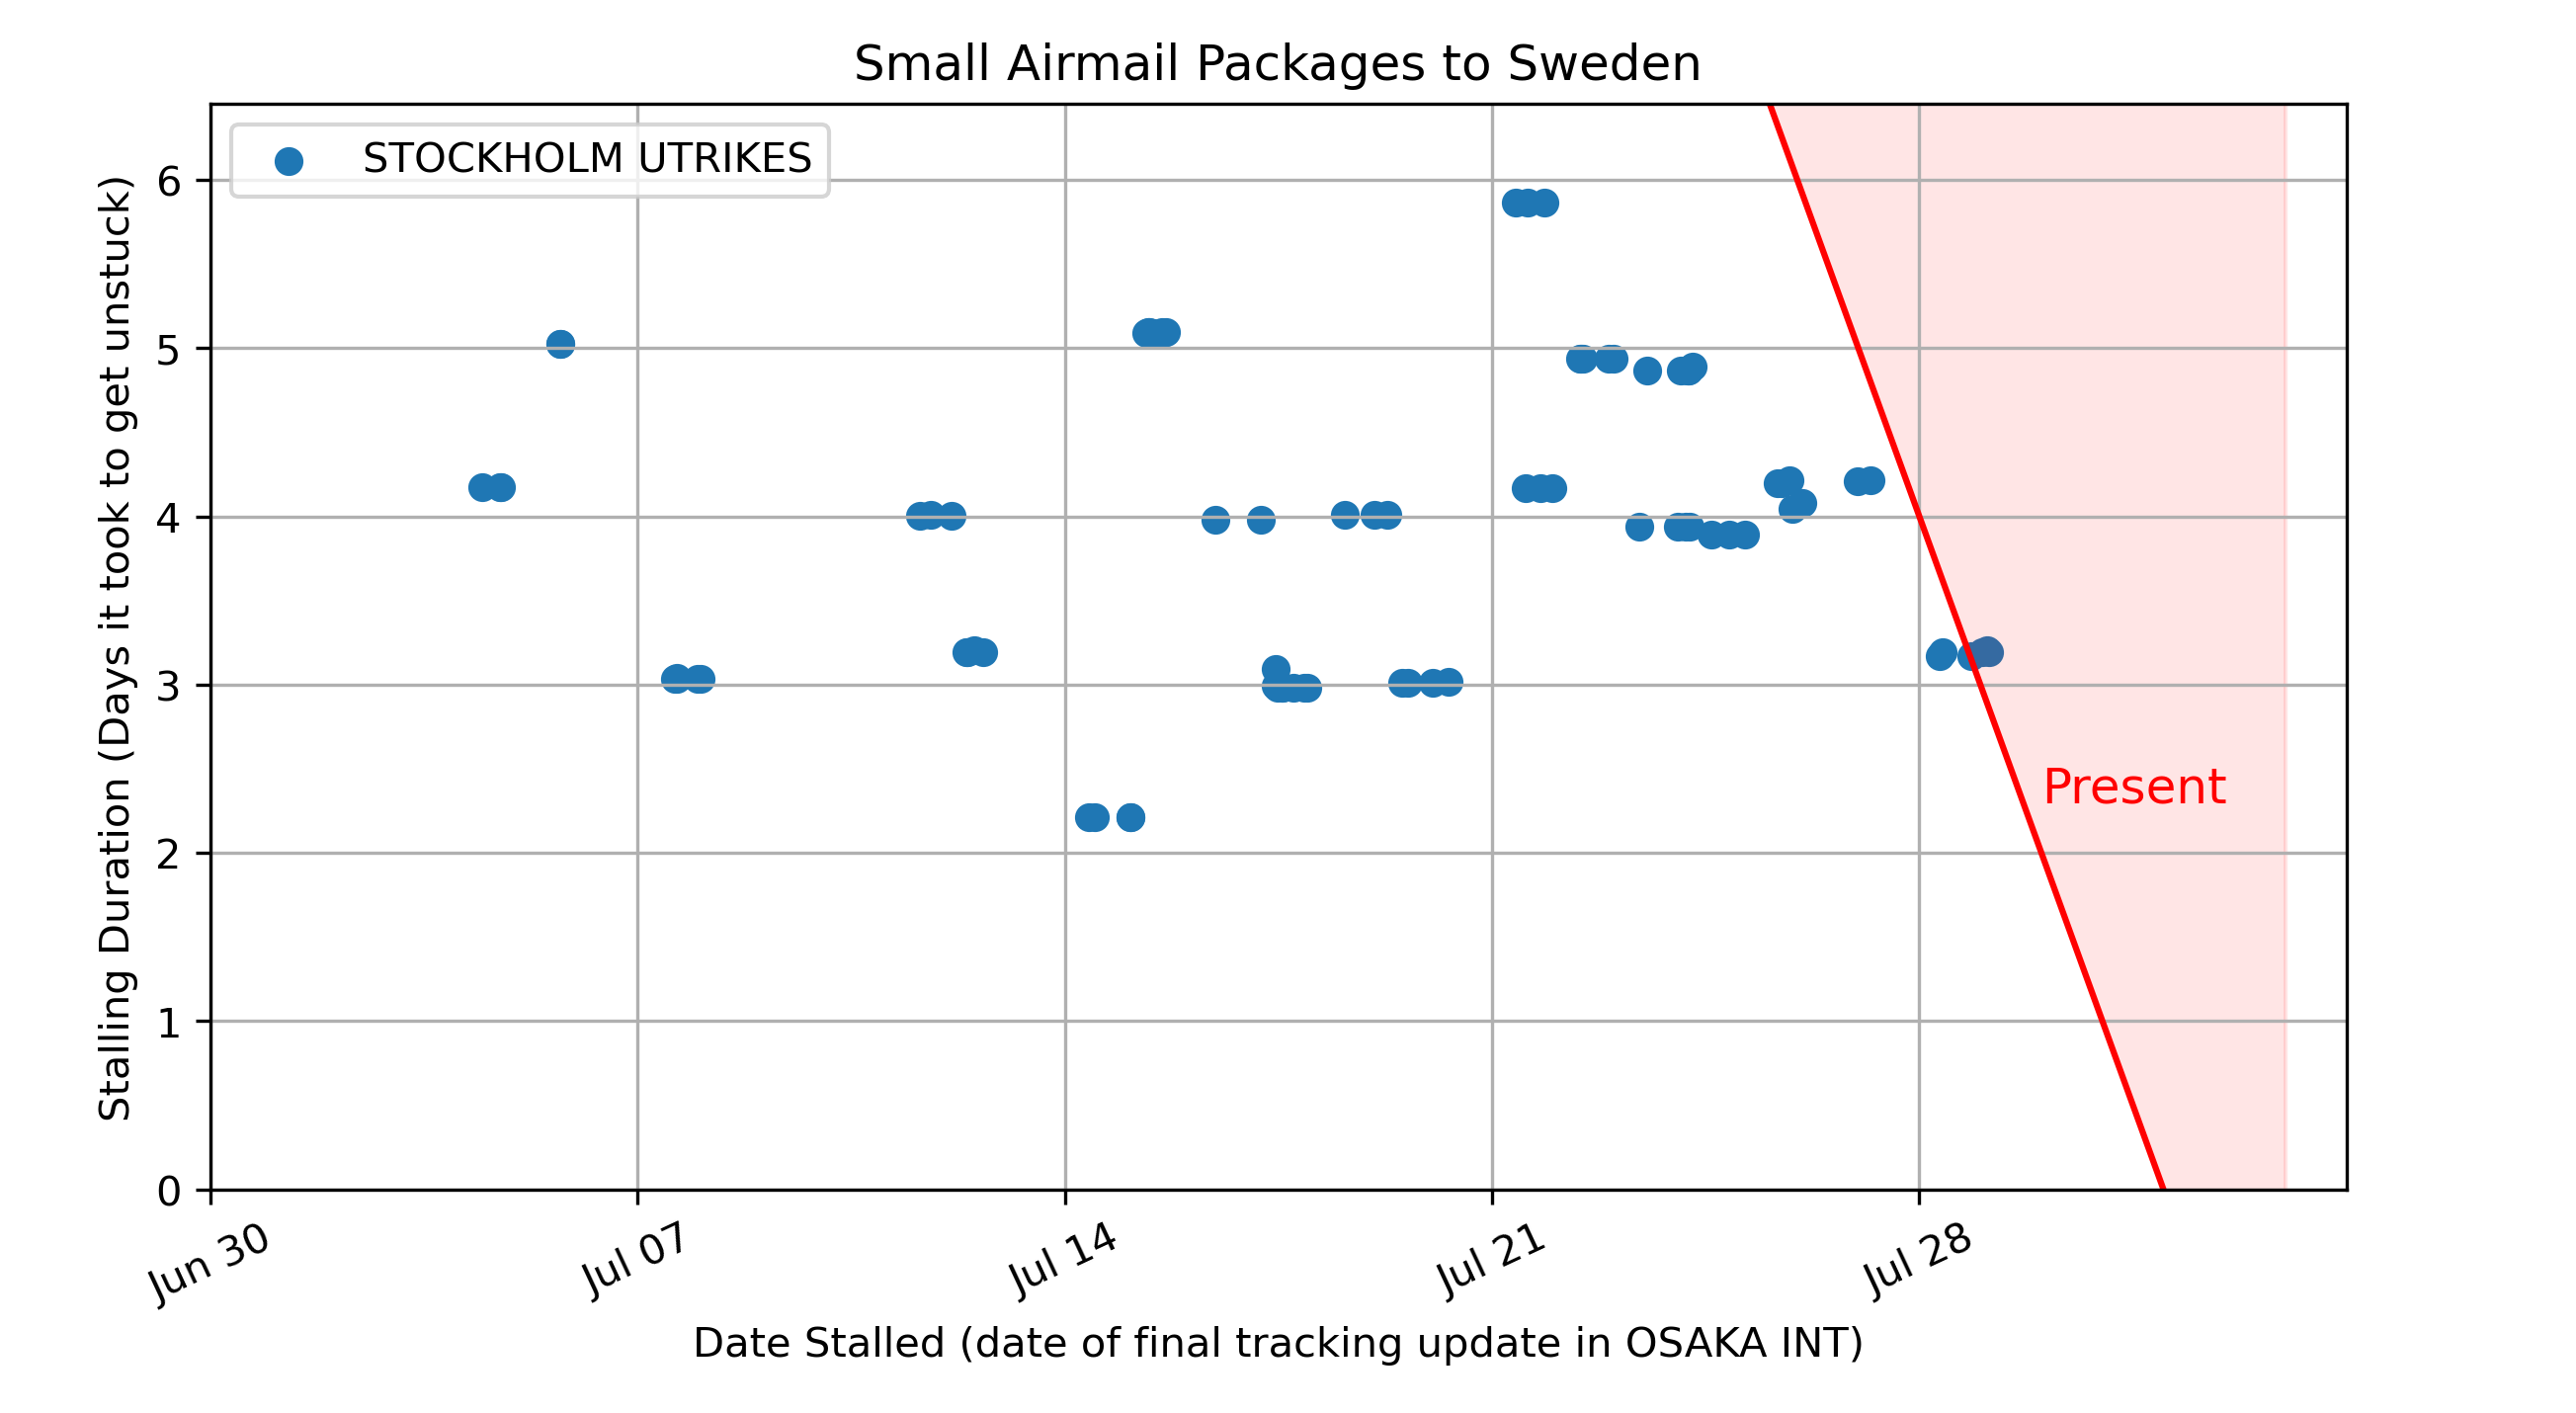 Small Airmail Packages to Sweden
STOCKHOLM UTRIKES
Stalling Duration (Days it took to get unstuck)
6
5
4
3
2
1
0
Present
Jun 30
Jul 07
Jul 14
Jul 21
Jul 28
Date Stalled (date of final tracking update in OSAKA INT)